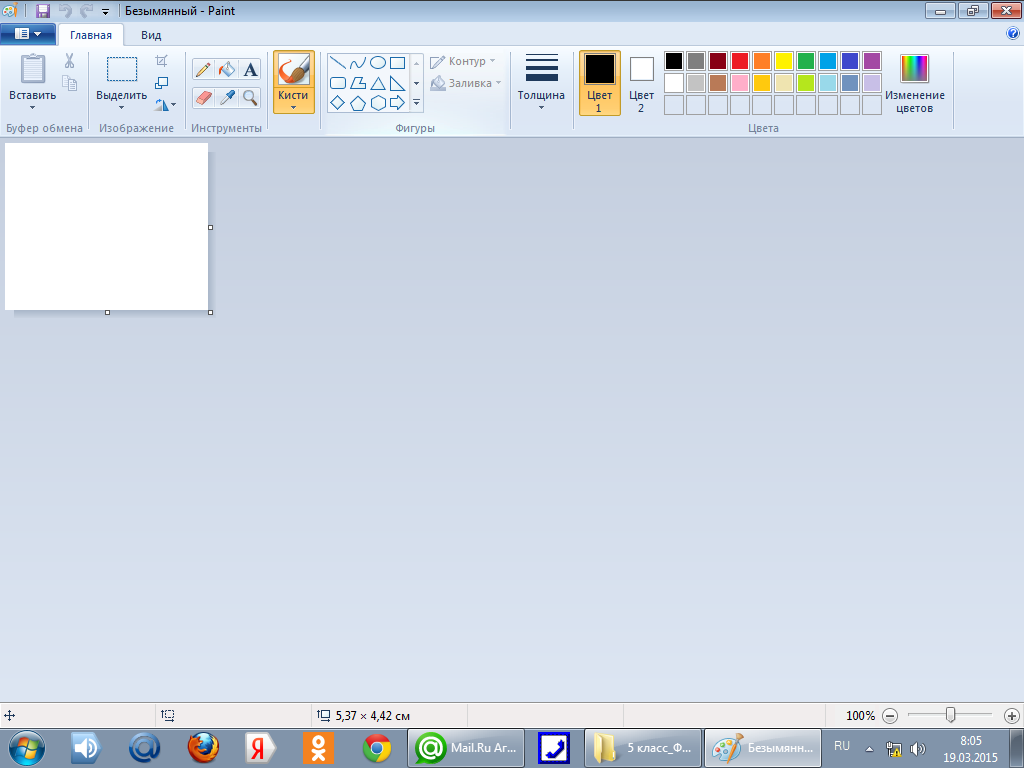 Безымянный - Paint
Главная
Вид
Вставить
Выделить
A
Кисти
Контур
Заливка
Толщина
Цвет
1
Цвет
2
Изменение
цветов
Буфер обмена
Изображение
Инструменты
Фигуры
Цвета
5,37 × 4,42 см
100%
Mail.Ru Аг...
5 класс_Ф...
Безымянн...
RU
8:05
19.03.2015